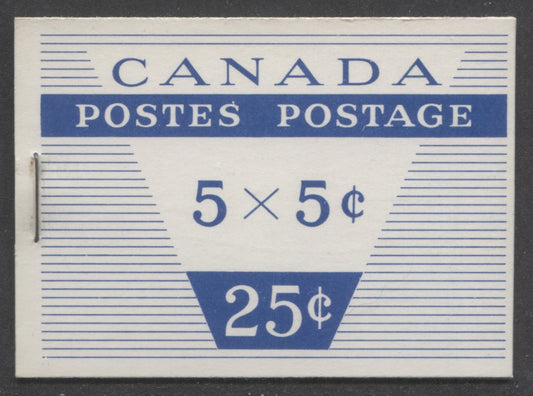 CANADA
POSTES POSTAGE
5 × 5¢
25¢